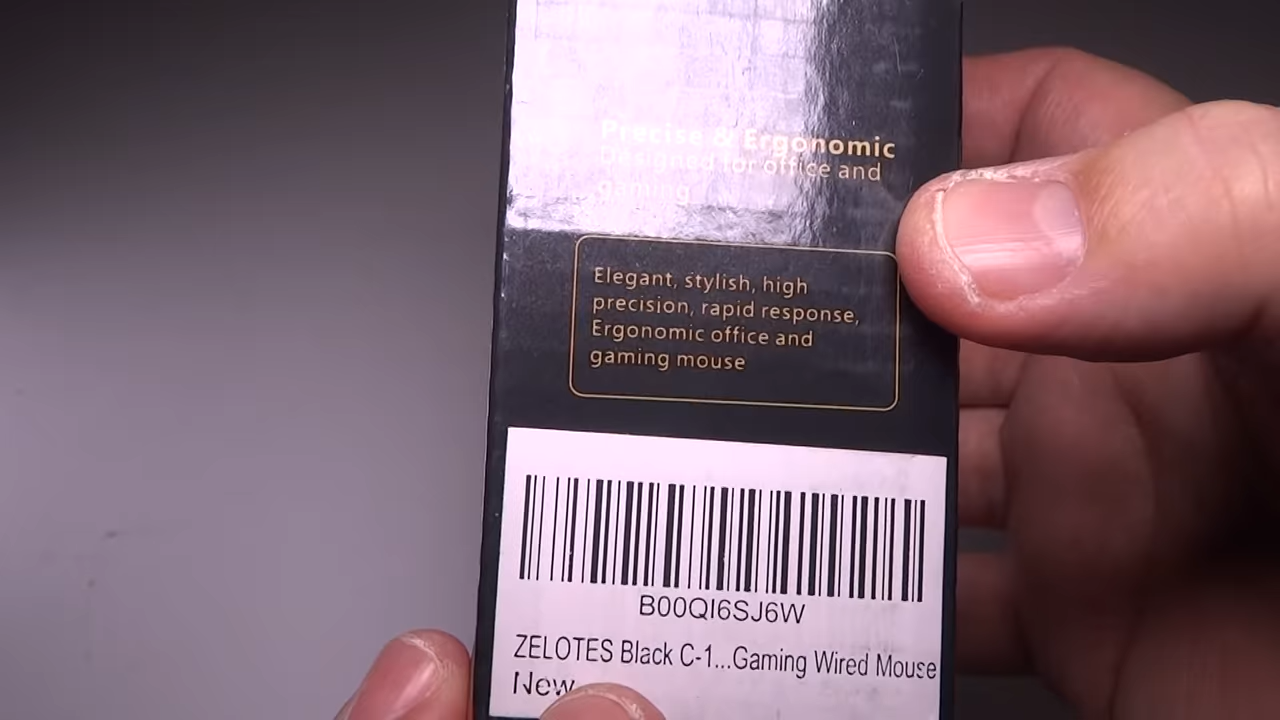 Precise & Ergonomic
Designed for office and
gaming
Elegant, stylish, high
precision, rapid response,
Ergonomic office and
gaming mouse
B00QI6SJ6W
ZELOTES Black C-1...Gaming Wired Mouse
New